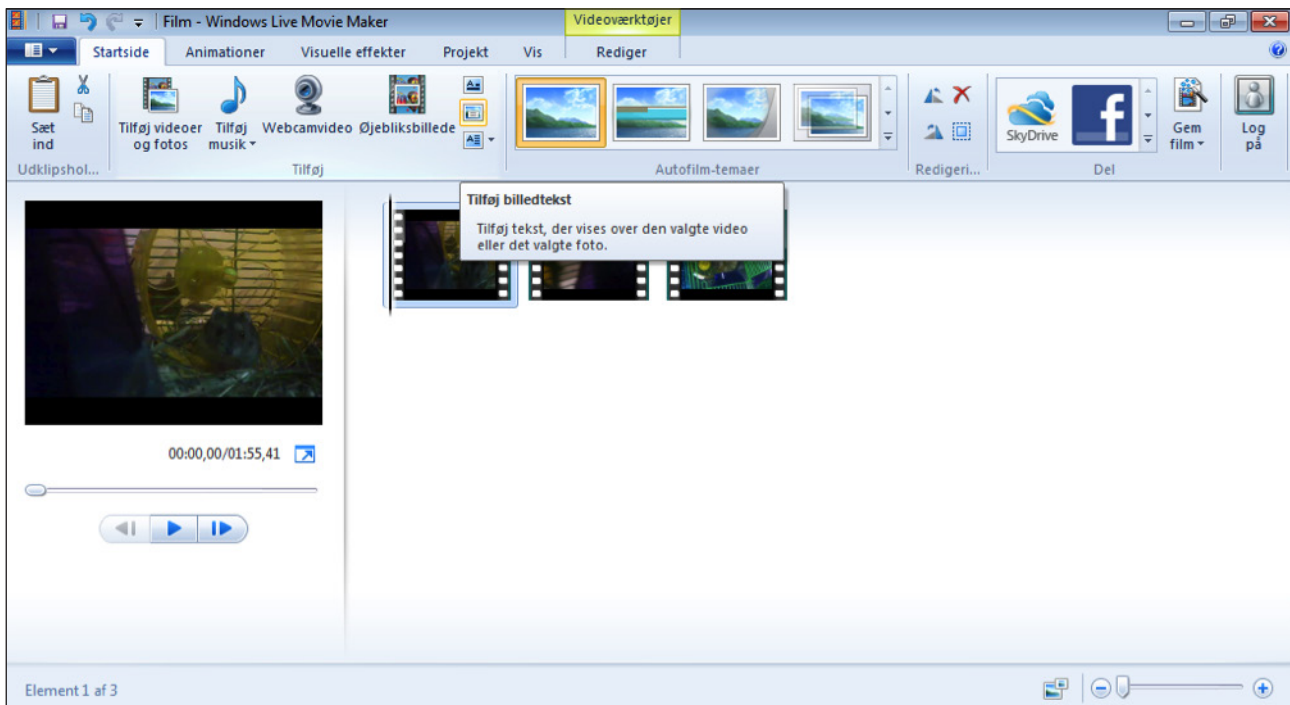 Film - Windows Live Movie Maker
Videoværktøjer
Startside Animationer Visuelle effekter Projekt Vis Rediger
Sæt ind
Tilføj videoer og fotos
Tilføj musik
Webcamvideo
Øjebliksbillede
SkyDrive
f
Gem film
Log på
Udklipshol...
Tilføj
Autofilm-temaer
Redigeri...
Del
Tilføj billedtekst
Tilføj tekst, der vises over den valgte video
eller det valgte foto.
00:00,00/01:55,41
Element 1 af 3